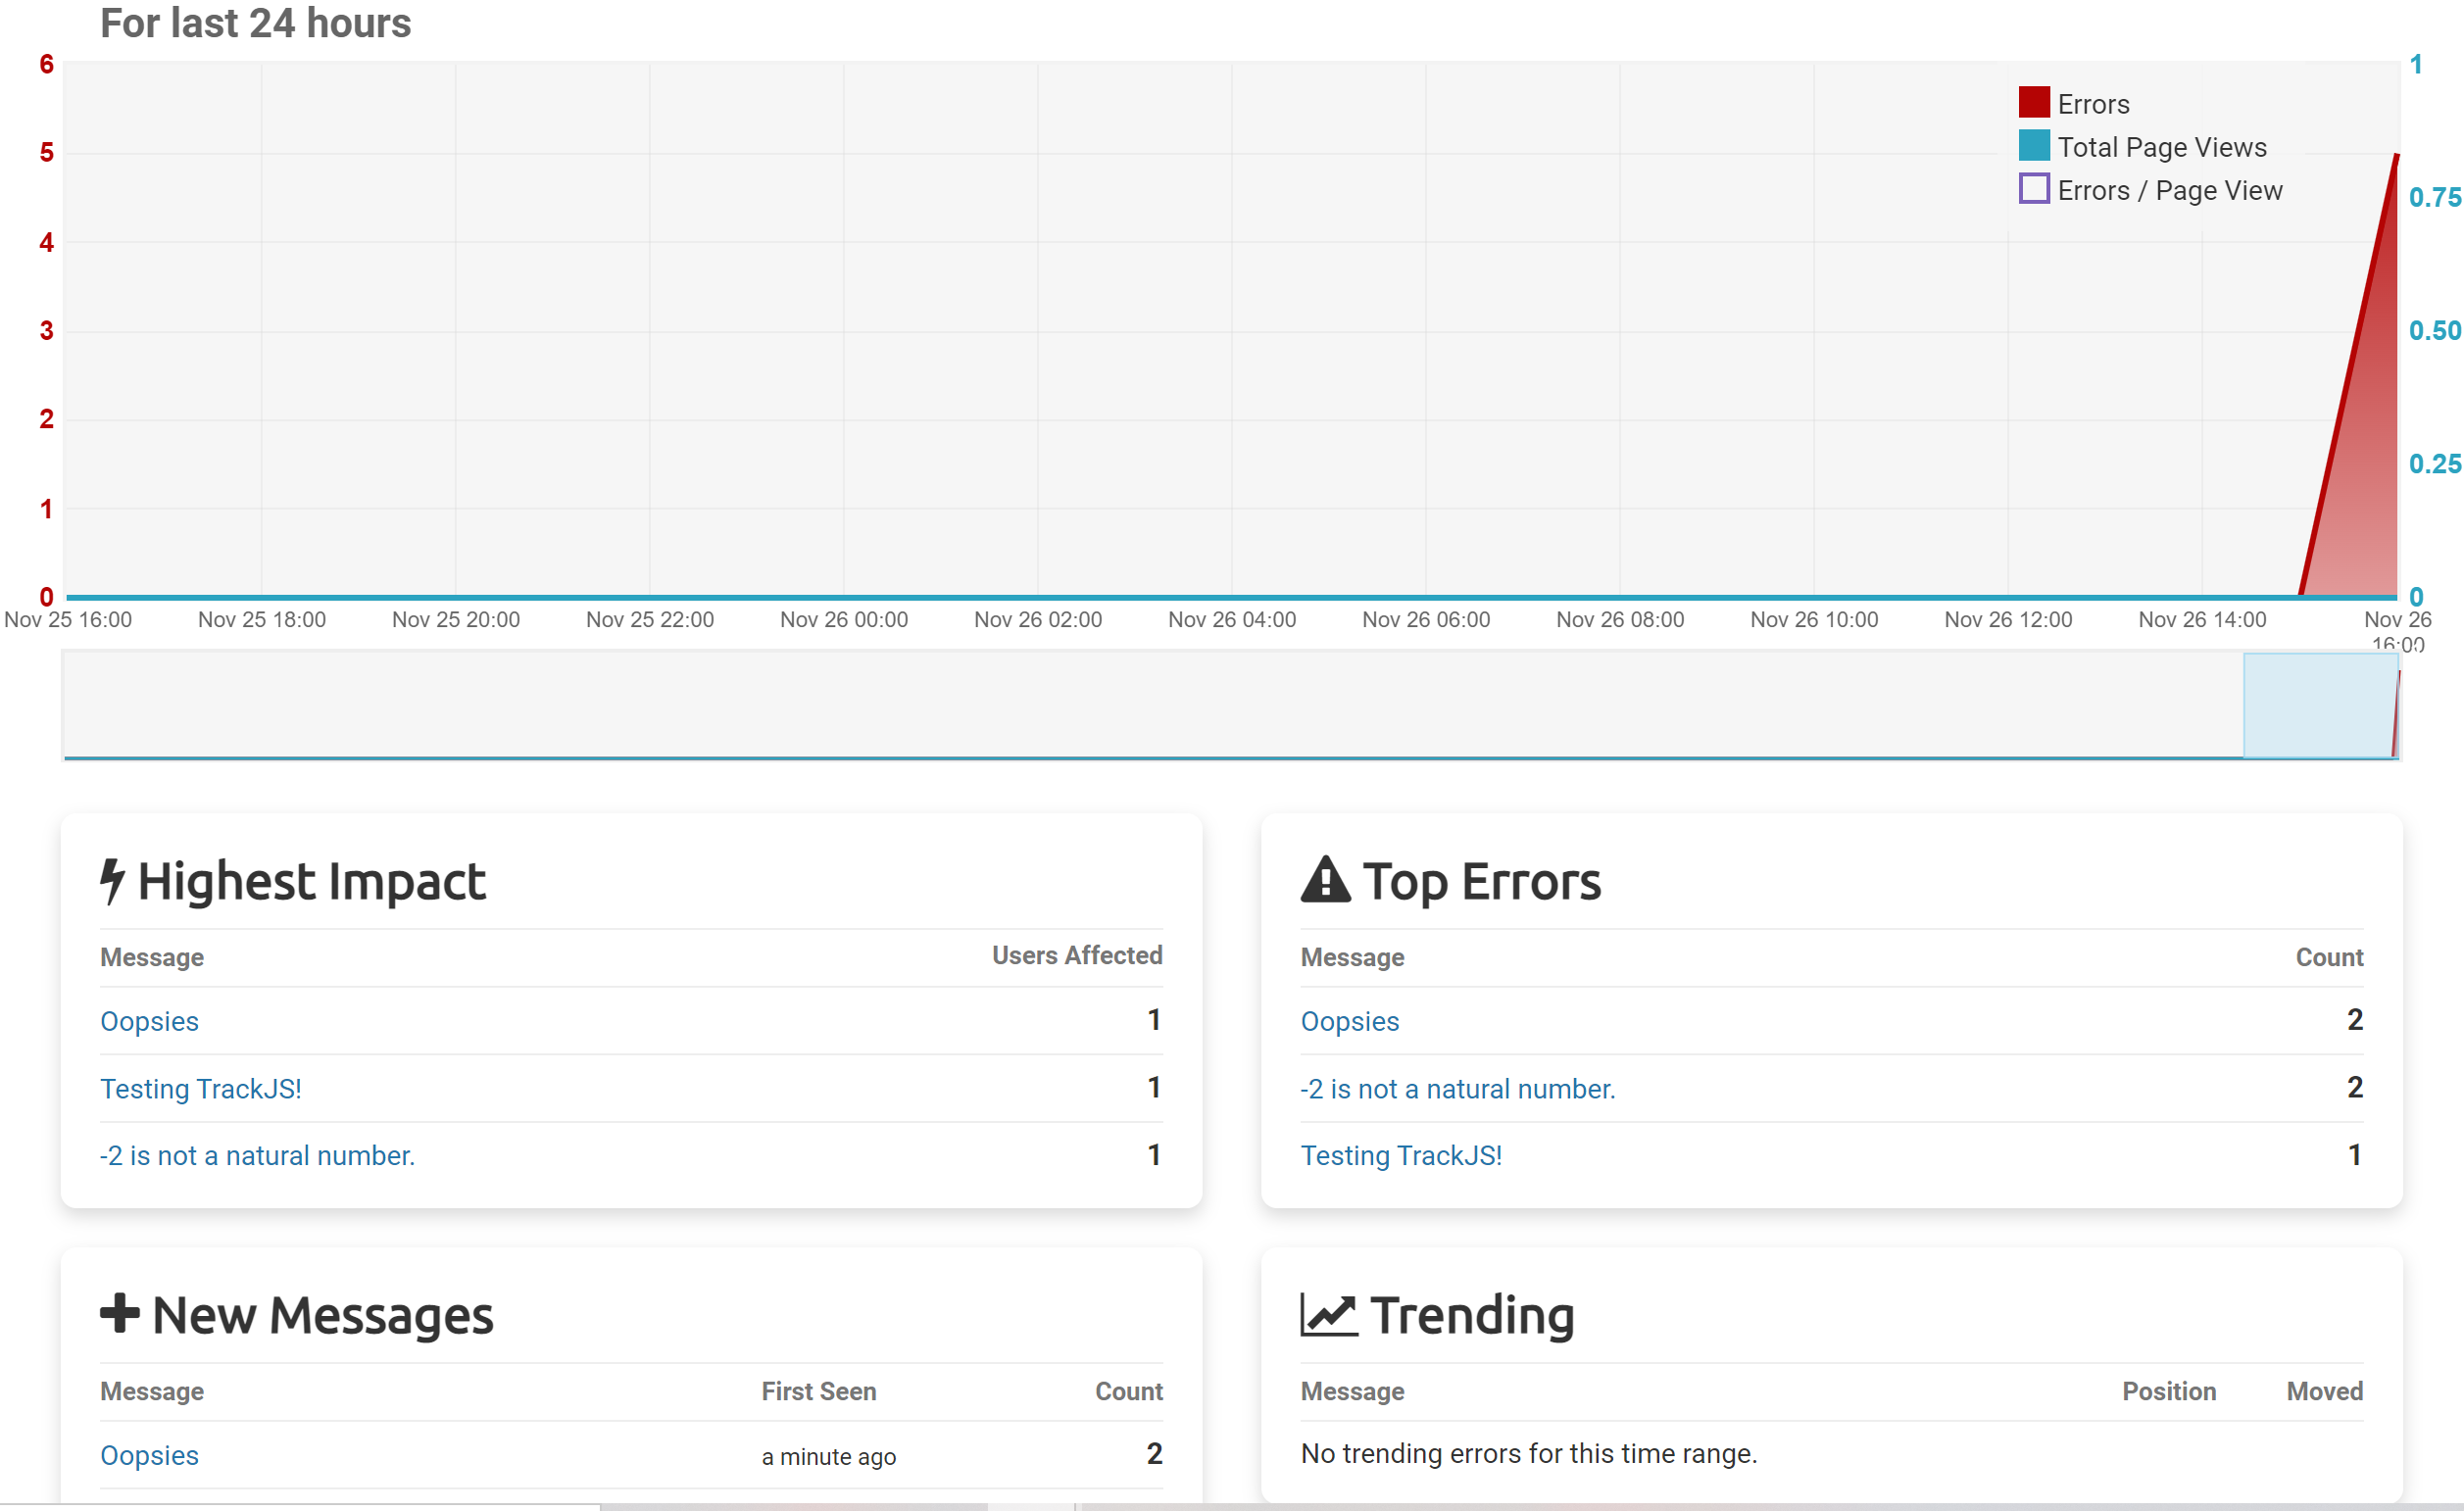 For last 24 hours
6
5
4
3
2
1
0
1
0.75
0.50
0.25
0
Errors
Total Page Views
Errors / Page View
Nov 25 16:00 Nov 25 18:00 Nov 25 20:00 Nov 25 22:00 Nov 26 00:00 Nov 26 02:00 Nov 26 04:00 Nov 26 06:00 Nov 26 08:00 Nov 26 10:00 Nov 26 12:00 Nov 26 14:00 Nov 26
16:00
Highest Impact
Message Users Affected
Oopsies 1
Testing TrackJS! 1
-2 is not a natural number. 1
Top Errors
Message Count
Oopsies 2
-2 is not a natural number. 2
Testing TrackJS! 1
New Messages
Message First Seen Count
Oopsies a minute ago 2
Trending
Message Position Moved
No trending errors for this time range.